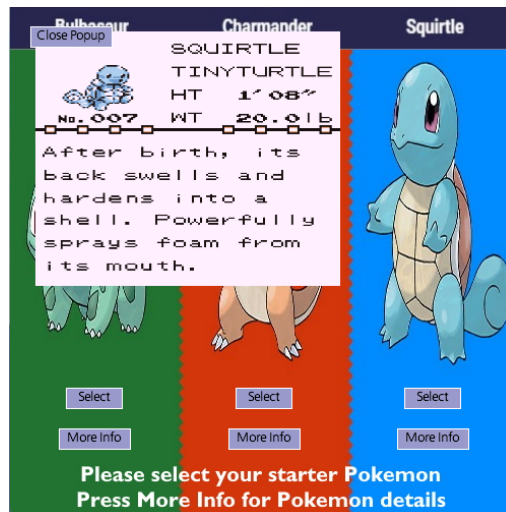 Bulbasaur Charmander Squirtle
Close Popup
SQUIRTLE
TINYTURTLE
HT 1'08"
No.007 WT 20.0lb
After birth, its
back swells and
hardens into a
shell. Powerfully
sprays foam from
its mouth.
Select Select Select
More Info More Info More Info
Please select your starter Pokemon
Press More Info for Pokemon details